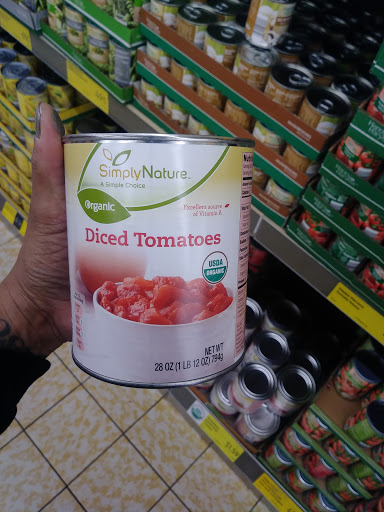 SimplyNature.
A Simple Choice
Organic
Excellent source
of Vitamin A
Diced Tomatoes
USDA
ORGANIC
NET WT
28 OZ (1 LB 12 OZ) 794g